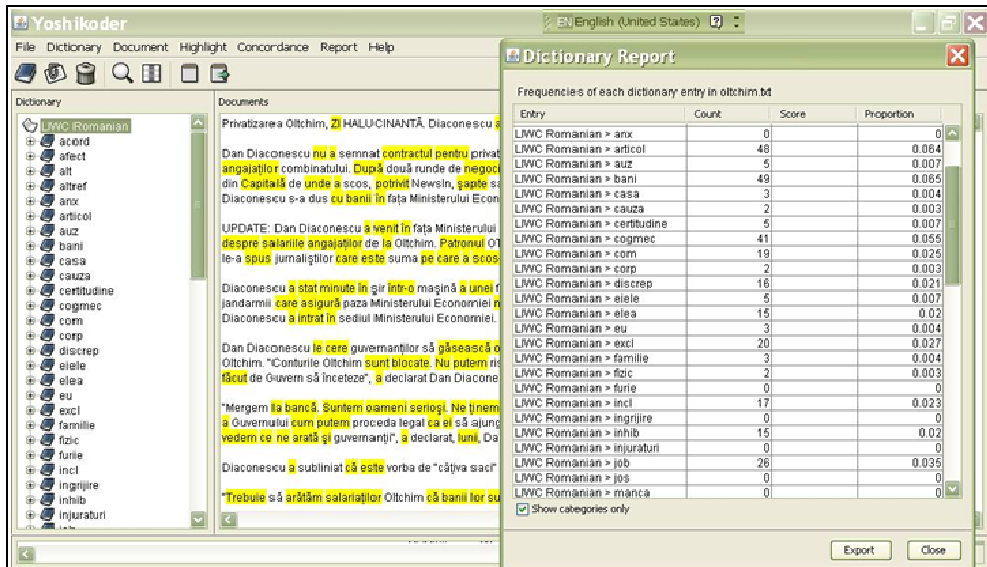 Yoshikoder
EN English (United States)
File Dictionary Document Highlight Concordance Report Help
Dictionary
LIWC Romanian
acord
afect
alt
altref
anx
articol
auz
bani
casa
cauza
certitudine
cogmec
com
corp
discrep
eiele
elea
eu
excl
familie
fizic
furie
incl
ingrijire
inhib
injuraturi
Documents
Privatizarea Oltchim, ZI HALUCINANTĂ. Diaconescu a
Dan Diaconescu nu a semnat contractul pentru privat
angajaţilor combinatului. După două runde de negoci
din Capitală de unde a scos, potrivit NewsIn, şapte sa
Diaconescu s-a dus cu banii în faţa Ministerului Econ
UPDATE: Dan Diaconescu a venit în faţa Ministerului
despre salariile angajaţilor de la Oltchim. Patronul OT
le-a spus jurnaliştilor care este suma pe care a scos-
Diaconescu a stat minute în şir într-o maşină a unei f
jandarmii care asigură paza Ministerului Economiei n
Diaconescu a intrat în sediul Ministerului Economiei.
Dan Diaconescu le cere guvernanţilor să găsească o
Oltchim. "Conturile Oltchim sunt blocate. Nu putem ris
făcut de Guvern să înceteze", a declarat Dan Diacone
"Mergem la bancă. Suntem oameni serioşi. Ne ţinem
a Guvernului cum putem proceda legal ca ei să ajung
vedem ce ne arată şi guvernanţii", a declarat, luni, Da
Diaconescu a subliniat că este vorba de "câţiva saci"
"Trebuie să arătăm salariaţilor Oltchim că banii lor su
Dictionary Report
Frequencies of each dictionary entry in oltchim.txt
Entry Count Score Proportion
LIWC Romanian > anx 0 0
LIWC Romanian > articol 48 0.064
LIWC Romanian > auz 5 0.007
LIWC Romanian > bani 49 0.065
LIWC Romanian > casa 3 0.004
LIWC Romanian > cauza 2 0.003
LIWC Romanian > certitudine 5 0.007
LIWC Romanian > cogmec 41 0.055
LIWC Romanian > com 19 0.025
LIWC Romanian > corp 2 0.003
LIWC Romanian > discrep 16 0.021
LIWC Romanian > eiele 5 0.007
LIWC Romanian > elea 15 0.02
LIWC Romanian > eu 3 0.004
LIWC Romanian > excl 20 0.027
LIWC Romanian > familie 3 0.004
LIWC Romanian > fizic 2 0.003
LIWC Romanian > furie 0 0
LIWC Romanian > incl 17 0.023
LIWC Romanian > ingrijire 0 0
LIWC Romanian > inhib 15 0.02
LIWC Romanian > injuraturi 0 0
LIWC Romanian > job 26 0.035
LIWC Romanian > jos 0 0
LIWC Romanian > manca 0 0
Show categories only
Export Close